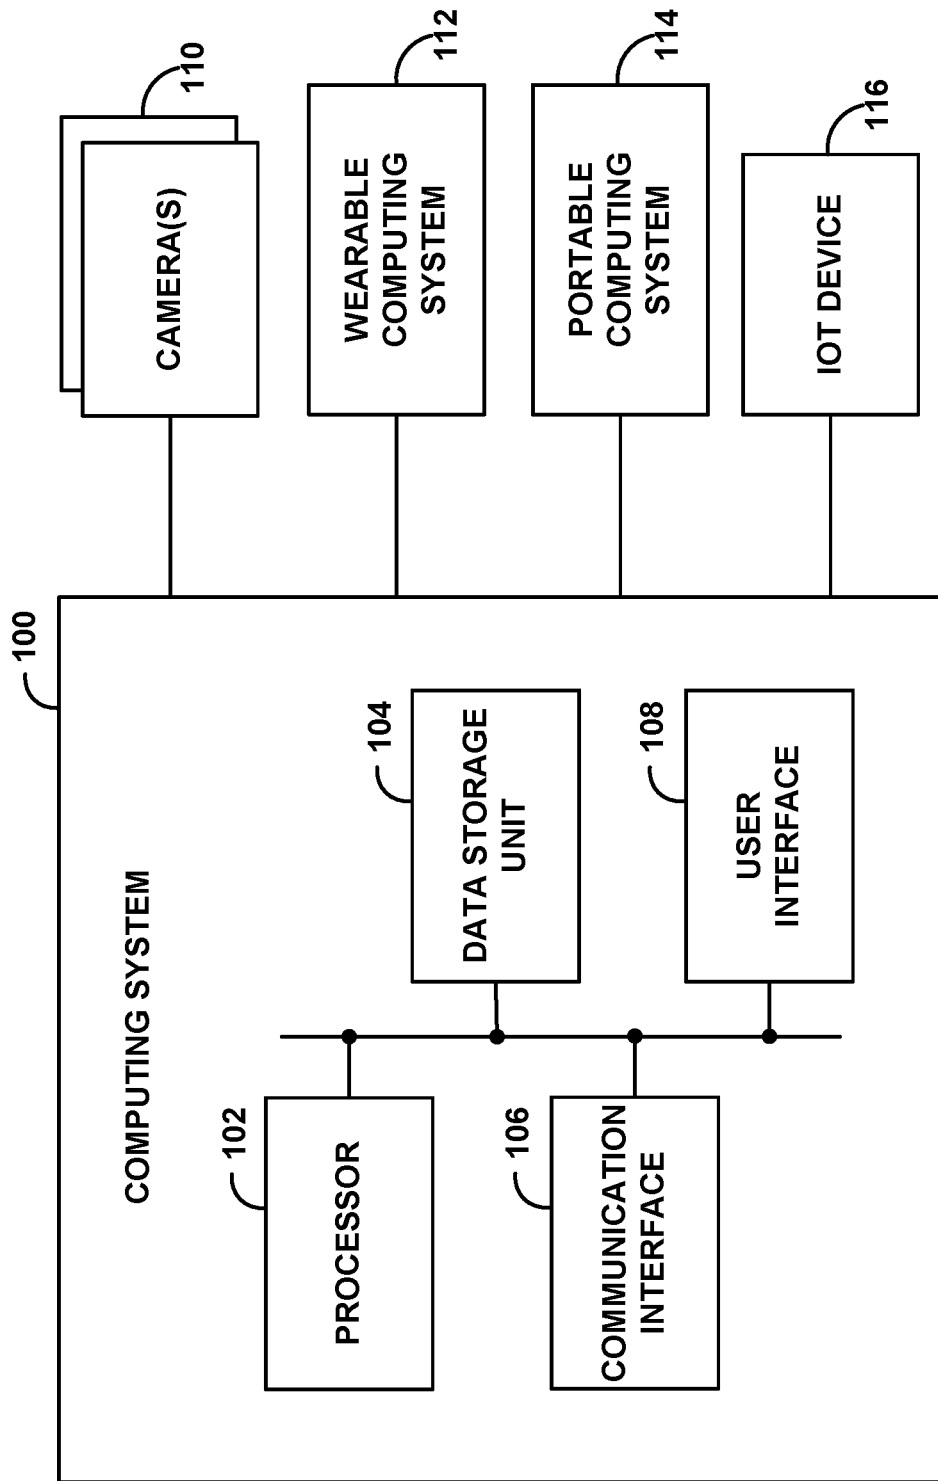 100
COMPUTING SYSTEM
102
PROCESSOR
104
DATA STORAGE
UNIT
106
COMMUNICATION
INTERFACE
108
USER
INTERFACE
110
CAMERA(S)
112
WEARABLE
COMPUTING
SYSTEM
114
PORTABLE
COMPUTING
SYSTEM
116
IOT DEVICE